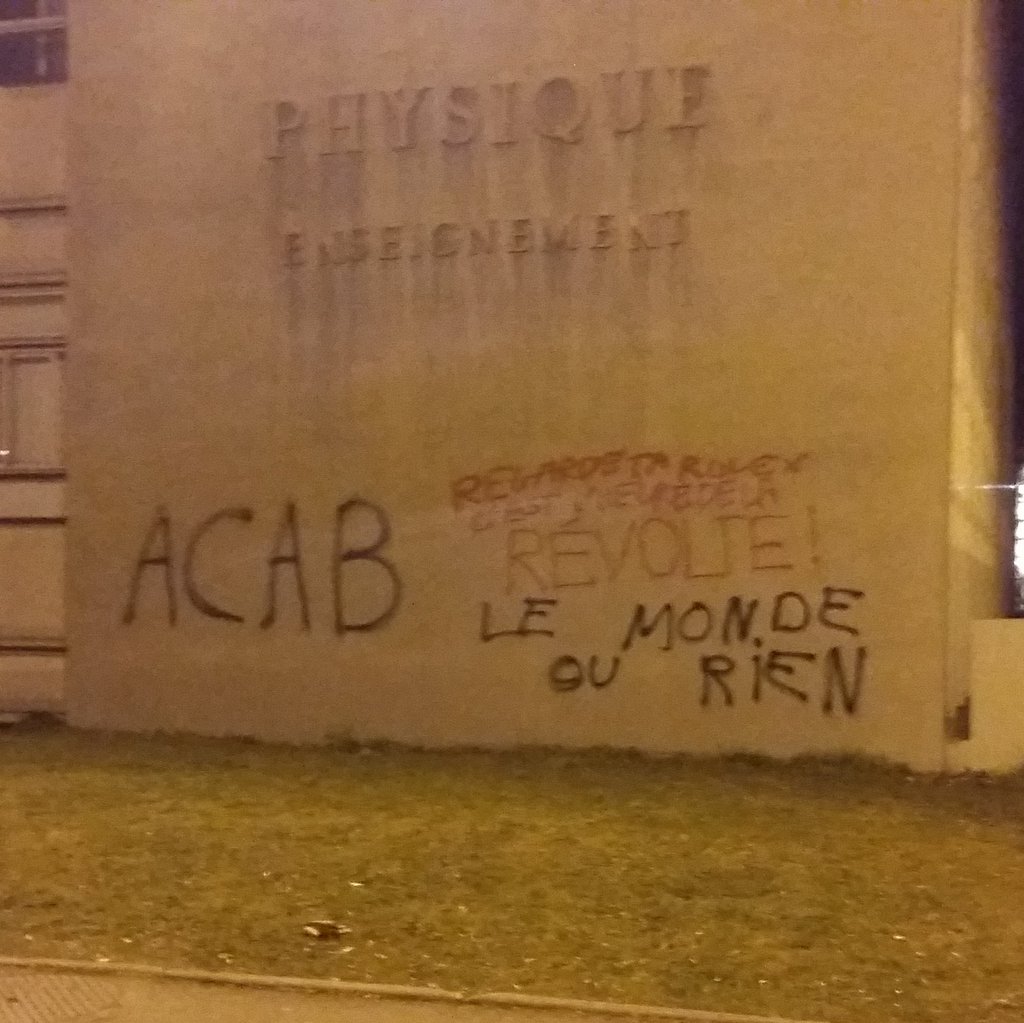 PHYSIQUE
ENSEIGNEMENT
ACAB
REGARDE TA ROLEX
C'EST L'HEURE DE LA
RÉVOLTE!
LE MONDE
OU RIEN